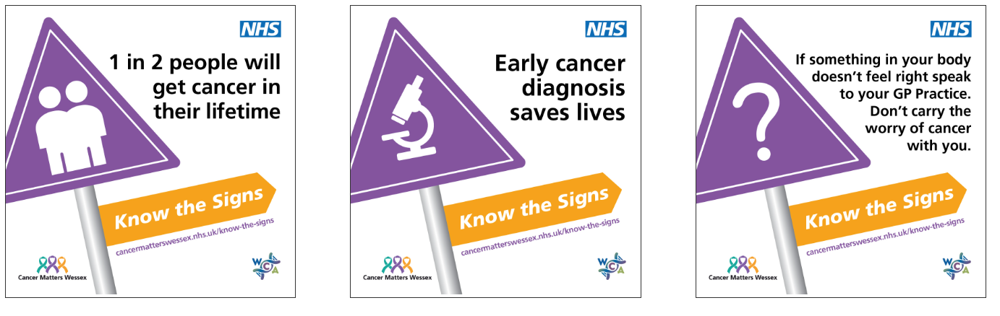 NHS
1 in 2 people will
get cancer in
their lifetime
Know the Signs
cancermatterswessex.nhs.uk/know-the-signs
Cancer Matters Wessex
WCA
NHS
Early cancer
diagnosis
saves lives
Know the Signs
cancermatterswessex.nhs.uk/know-the-signs
Cancer Matters Wessex
WCA
NHS
If something in your body
doesn't feel right speak
to your GP Practice.
Don't carry the
worry of cancer
with you.
?
Know the Signs
cancermatterswessex.nhs.uk/know-the-signs
Cancer Matters Wessex
WCA